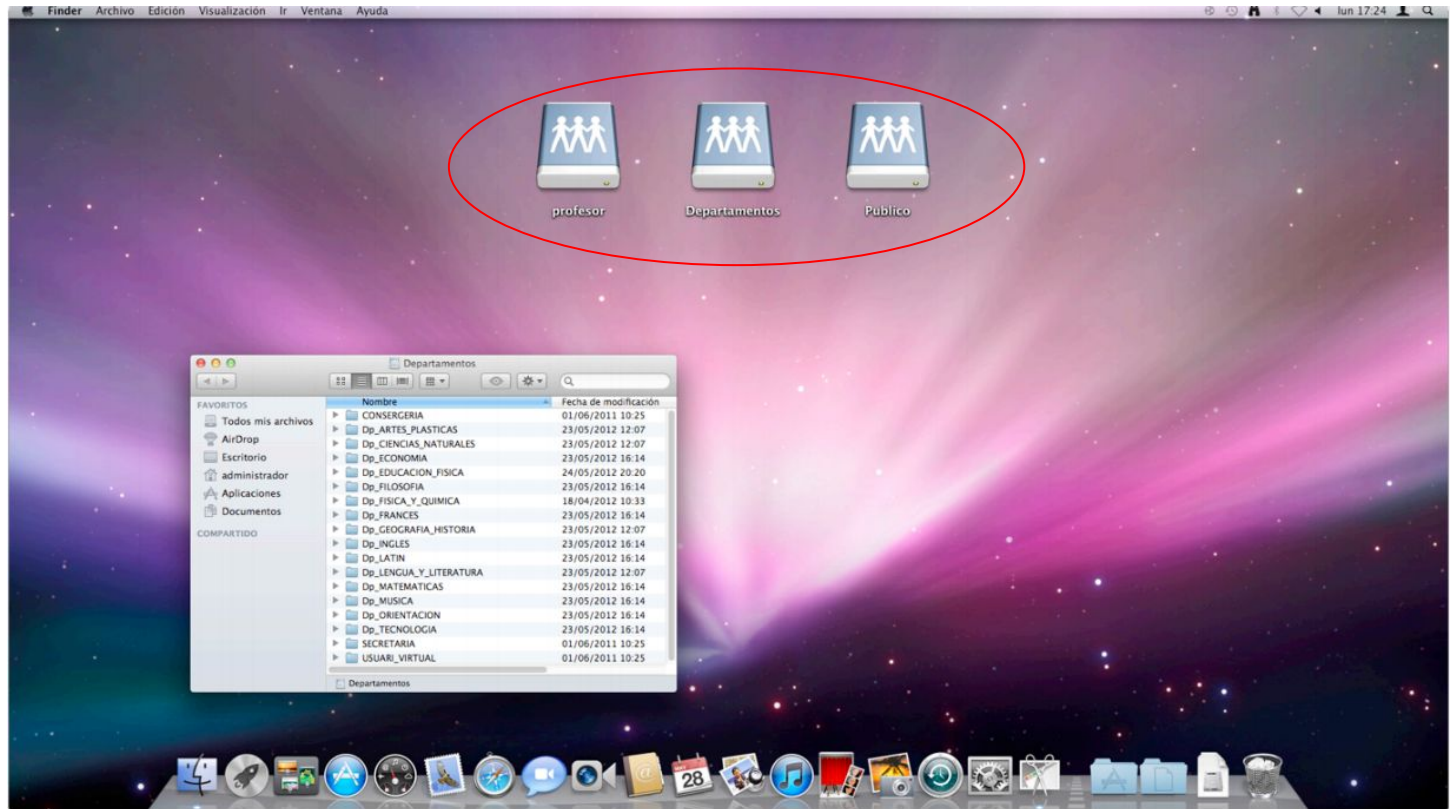 Finder Archivo Edición Visualización Ir Ventana Ayuda lun 17:24
profesor Departamentos Publico
Departamentos
Nombre Fecha de modificación
FAVORITOS
Todos mis archivos
AirDrop
Escritorio
administrador
Aplicaciones
Documentos
COMPARTIDO
CONSERGERIA 01/06/2011 10:25
Dp_ARTES_PLASTICAS 23/05/2012 12:07
Dp_CIENCIAS_NATURALES 23/05/2012 12:07
Dp_ECONOMIA 23/05/2012 16:14
Dp_EDUCACION_FISICA 24/05/2012 20:20
Dp_FILOSOFIA 23/05/2012 16:14
Dp_FISICA_Y_QUIMICA 18/04/2012 10:33
Dp_FRANCES 23/05/2012 16:14
Dp_GEOGRAFIA_HISTORIA 23/05/2012 12:07
Dp_INGLES 23/05/2012 16:14
Dp_LATIN 23/05/2012 16:14
Dp_LENGUA_Y_LITERATURA 23/05/2012 12:07
Dp_MATEMATICAS 23/05/2012 16:14
Dp_MUSICA 23/05/2012 16:14
Dp_ORIENTACION 23/05/2012 16:14
Dp_TECNOLOGIA 23/05/2012 16:14
SECRETARIA 01/06/2011 10:25
USUARI_VIRTUAL 01/06/2011 10:25
Departamentos
28